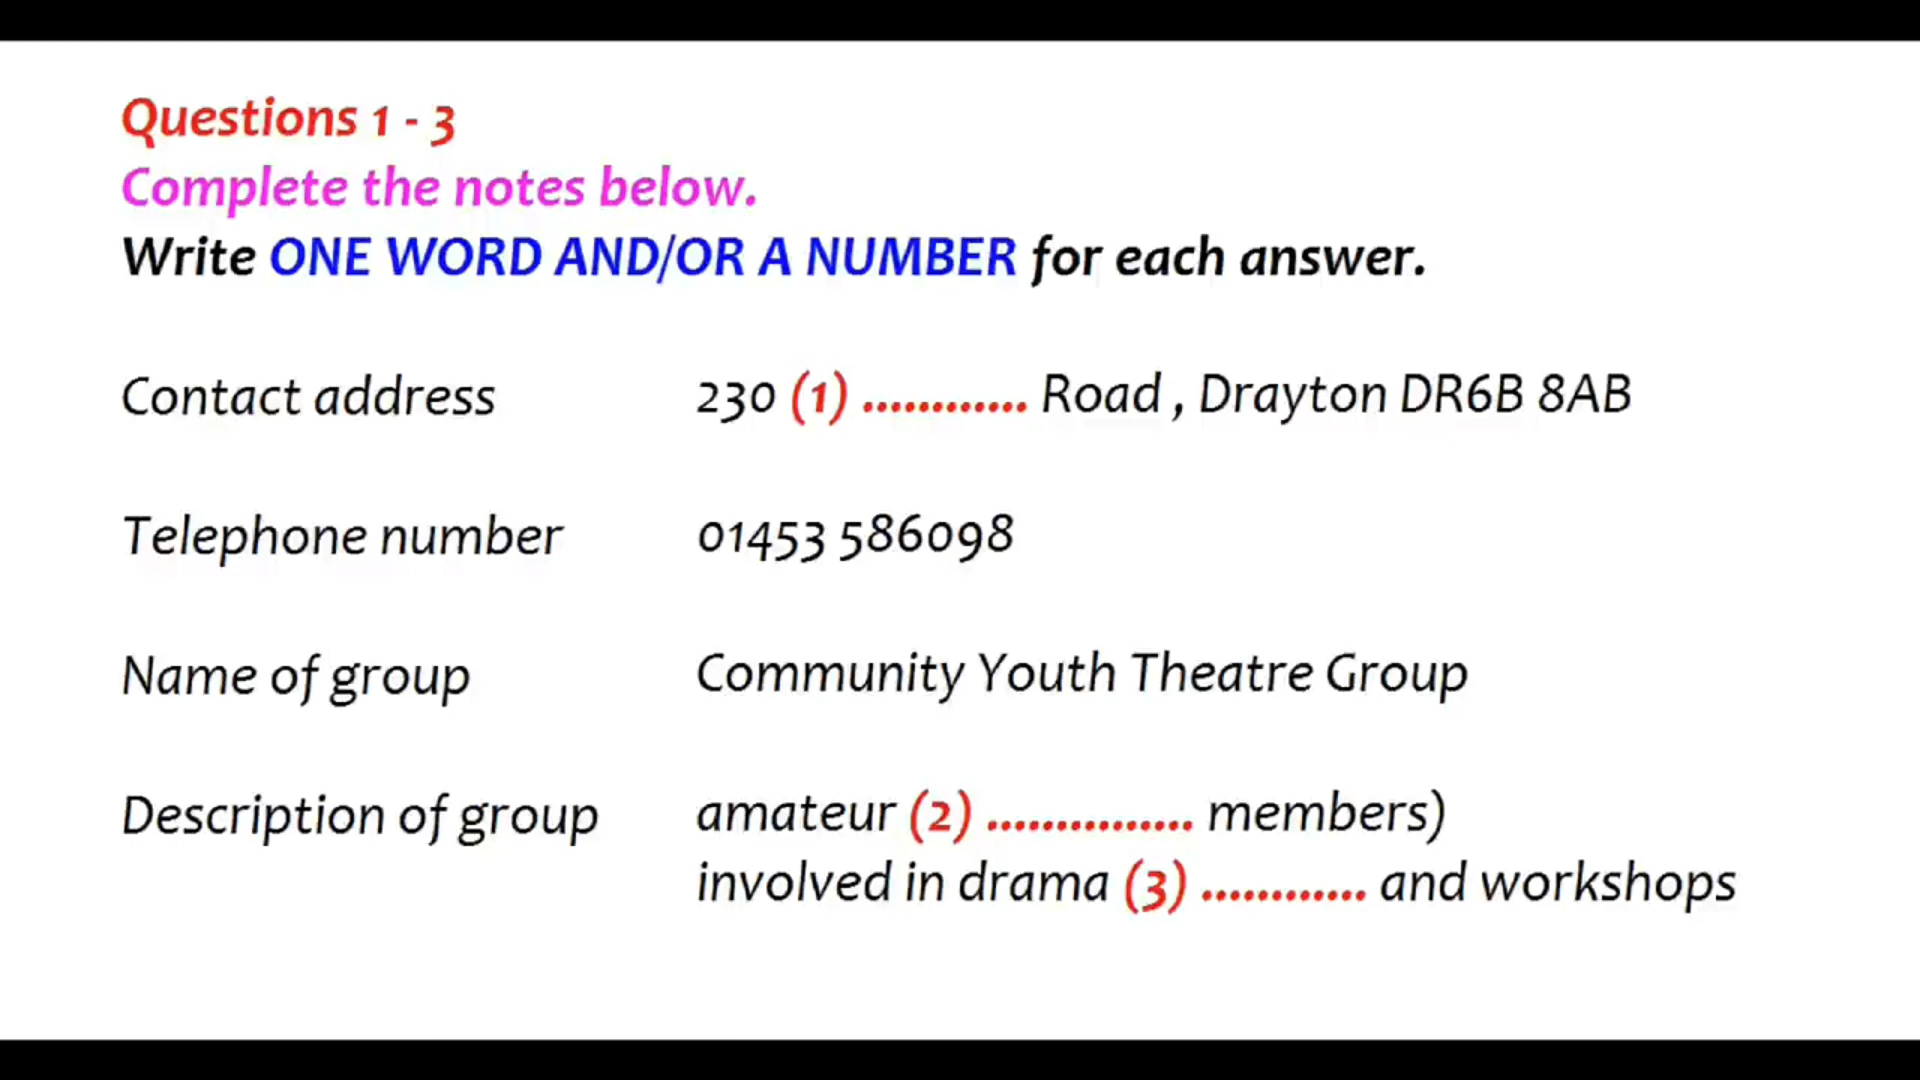 Questions 1 - 3
Complete the notes below.
Write ONE WORD AND/OR A NUMBER for each answer.
Contact address 230 (1) ............ Road , Drayton DR6B 8AB
Telephone number 01453 586098
Name of group Community Youth Theatre Group
Description of group amateur (2) ............... members)
involved in drama (3) ............ and workshops